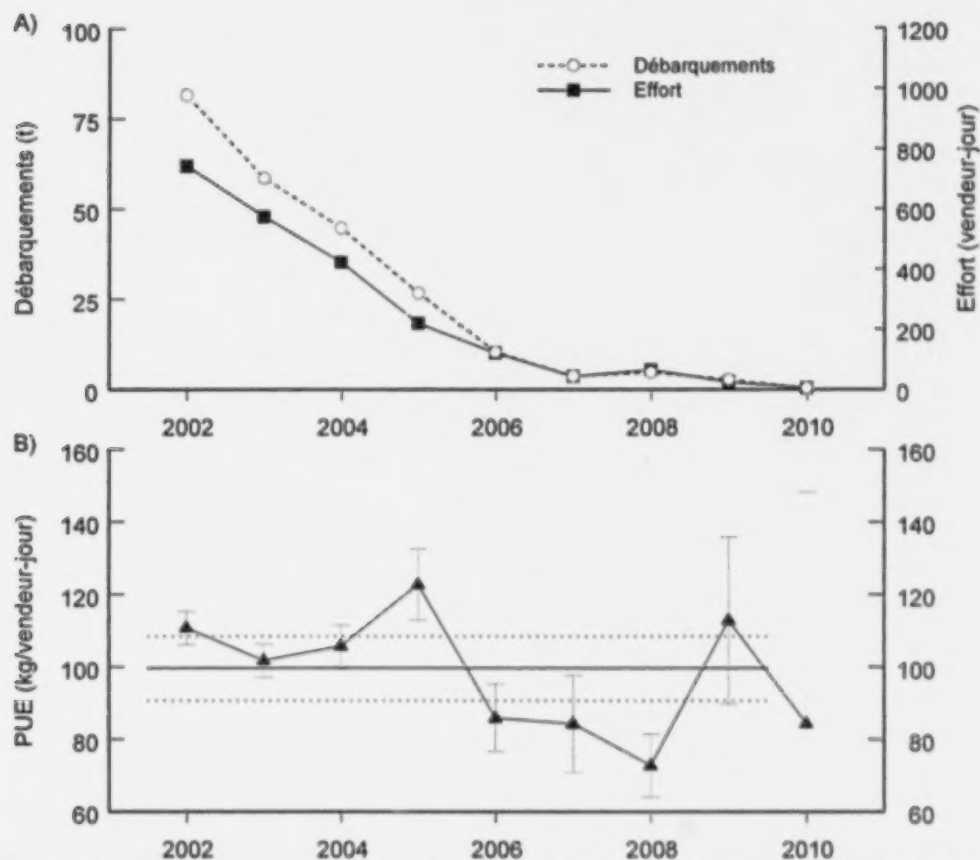 A)
Débarquements
Effort
100
75
50
25
0
Débarquements (t)
1200
1000
800
600
400
200
0
Effort (vendeur-jour)
2002 2004 2006 2008 2010
B)
160
140
120
100
80
60
PUE (kg/vendeur-jour)
160
140
120
100
80
60
2002 2004 2006 2008 2010